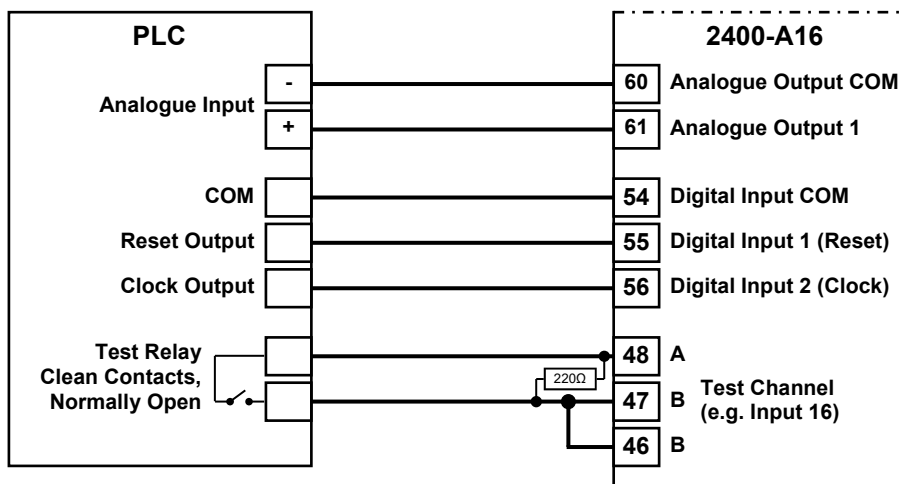 PLC
2400-A16
Analogue Input
-
60 Analogue Output COM
+
61 Analogue Output 1
COM
54 Digital Input COM
Reset Output
55 Digital Input 1 (Reset)
Clock Output
56 Digital Input 2 (Clock)
Test Relay
Clean Contacts,
Normally Open
220Ω
48 A
47 B
46 B
Test Channel
(e.g. Input 16)